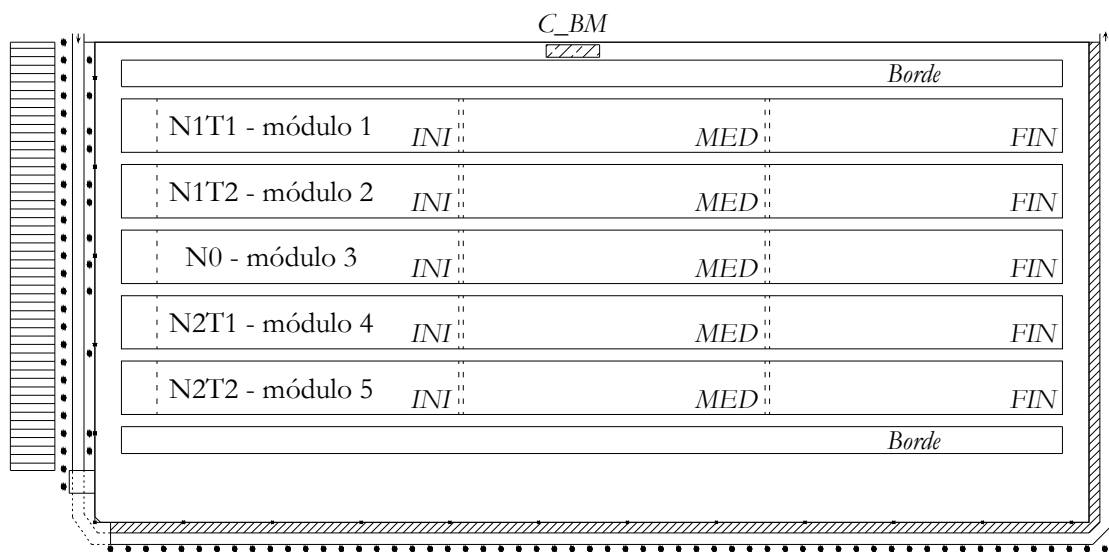 C_BM
Borde
N1T1 - módulo 1 INI MED FIN
N1T2 - módulo 2 INI MED FIN
N0 - módulo 3 INI MED FIN
N2T1 - módulo 4 INI MED FIN
N2T2 - módulo 5 INI MED FIN
Borde